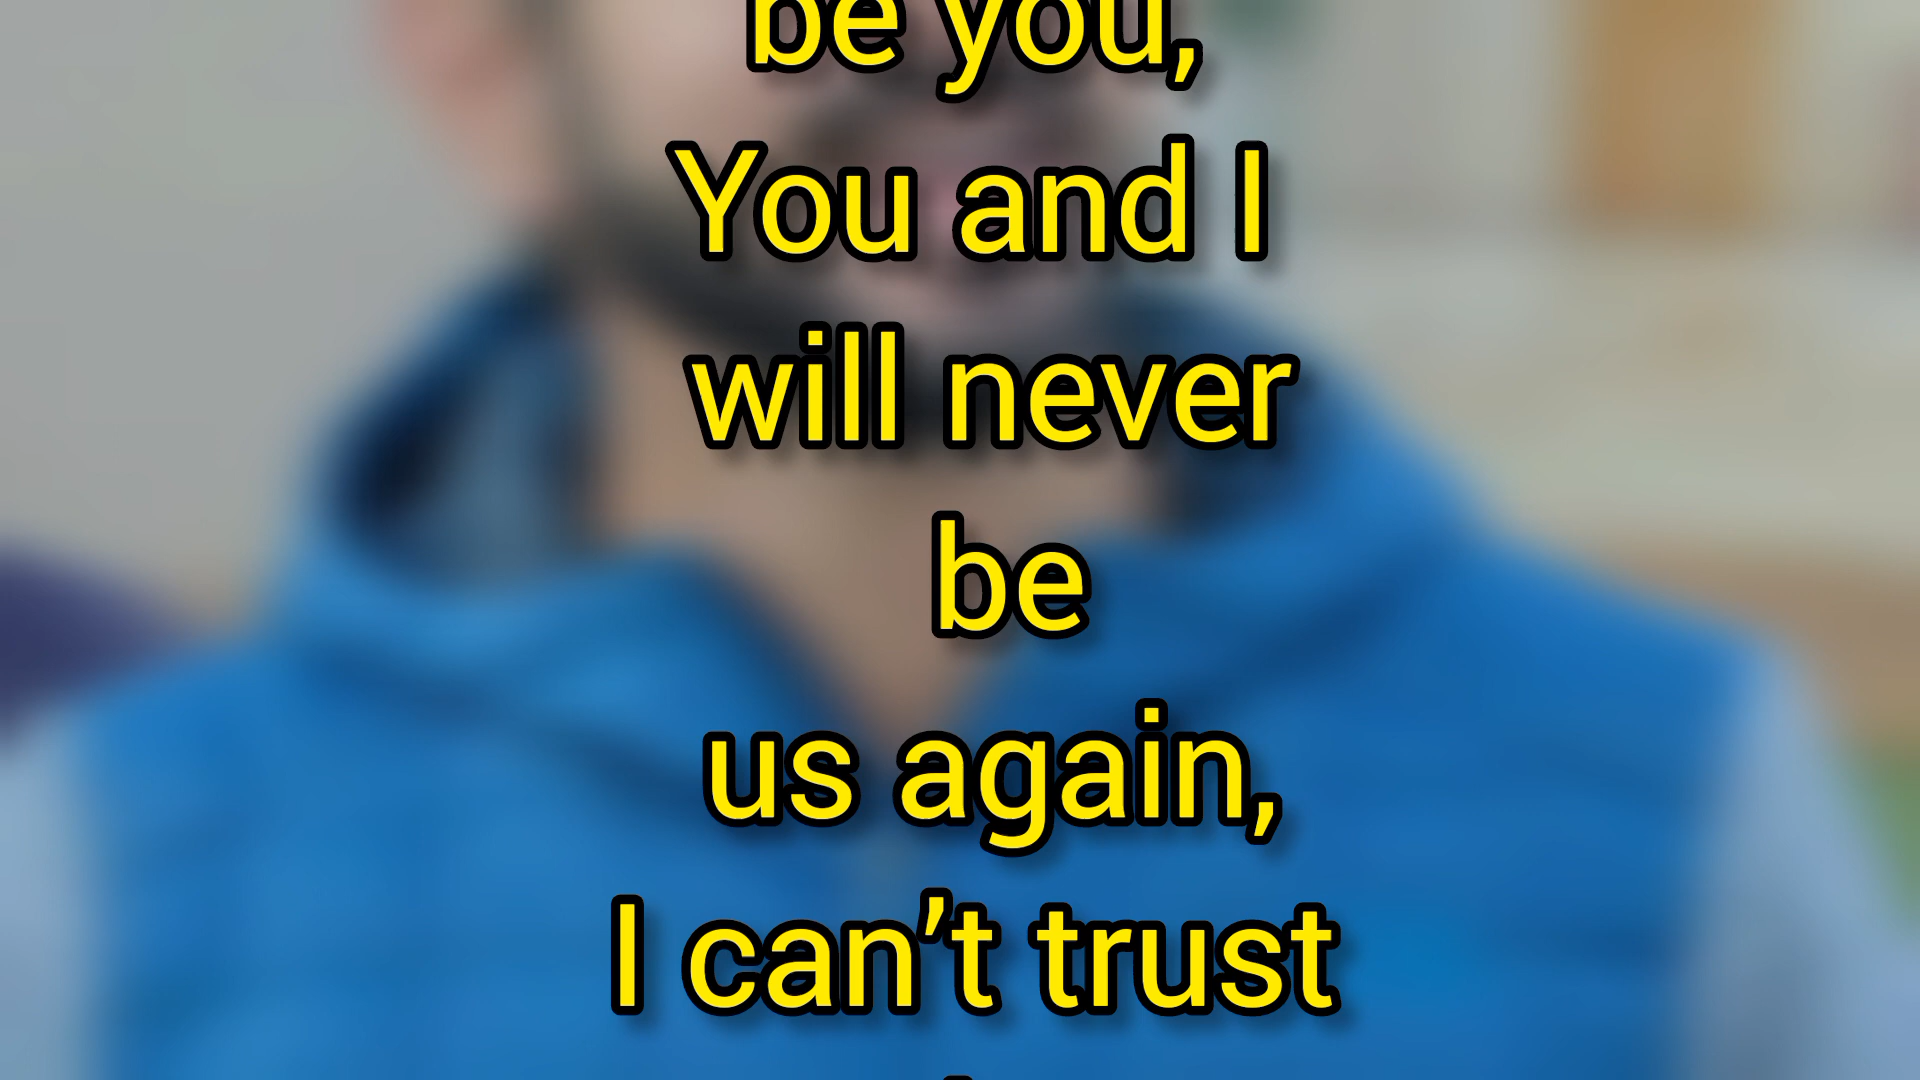 be you,
You and I
will never
be
us again,
I can’t trust